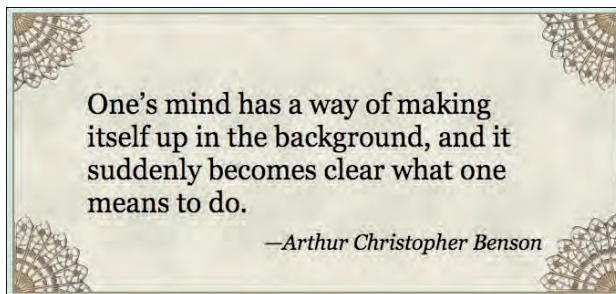 One’s mind has a way of making
itself up in the background, and it
suddenly becomes clear what one
means to do.
—Arthur Christopher Benson